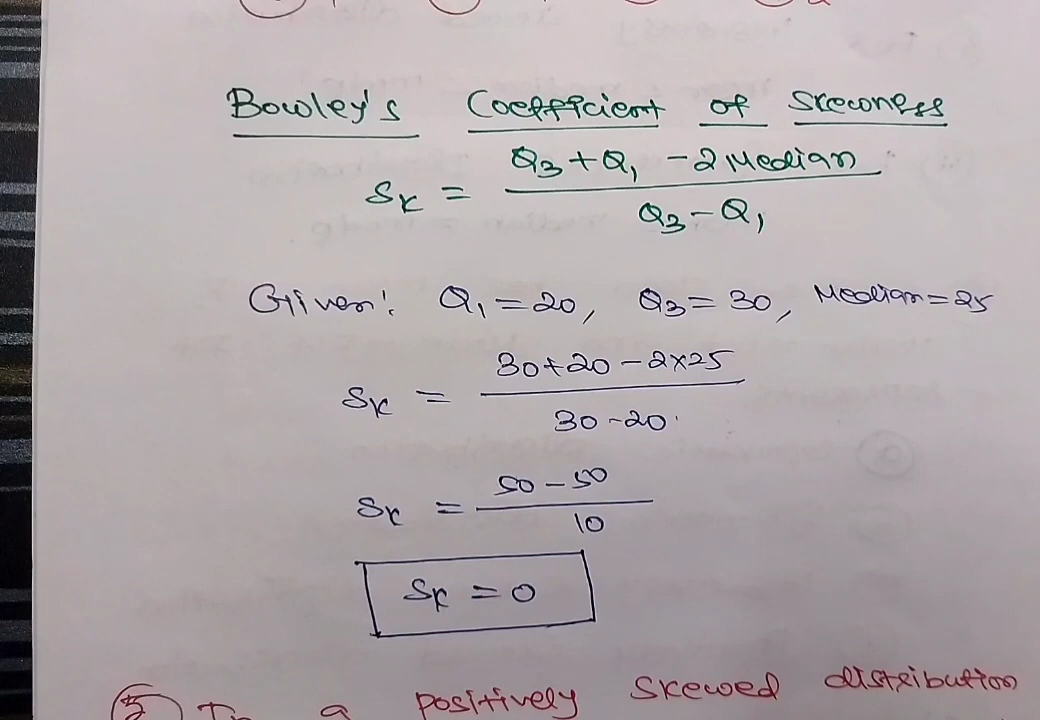 Bowley's Coefficient of Skewness
Sk = Q3 + Q1 - 2 Median / Q3 - Q1
Given: Q1 = 20, Q3 = 30, Median = 25
Sk = 30+20-2x25 / 30-20
Sk = 50-50 / 10
Sk = 0
5 In a positively skewed distribution